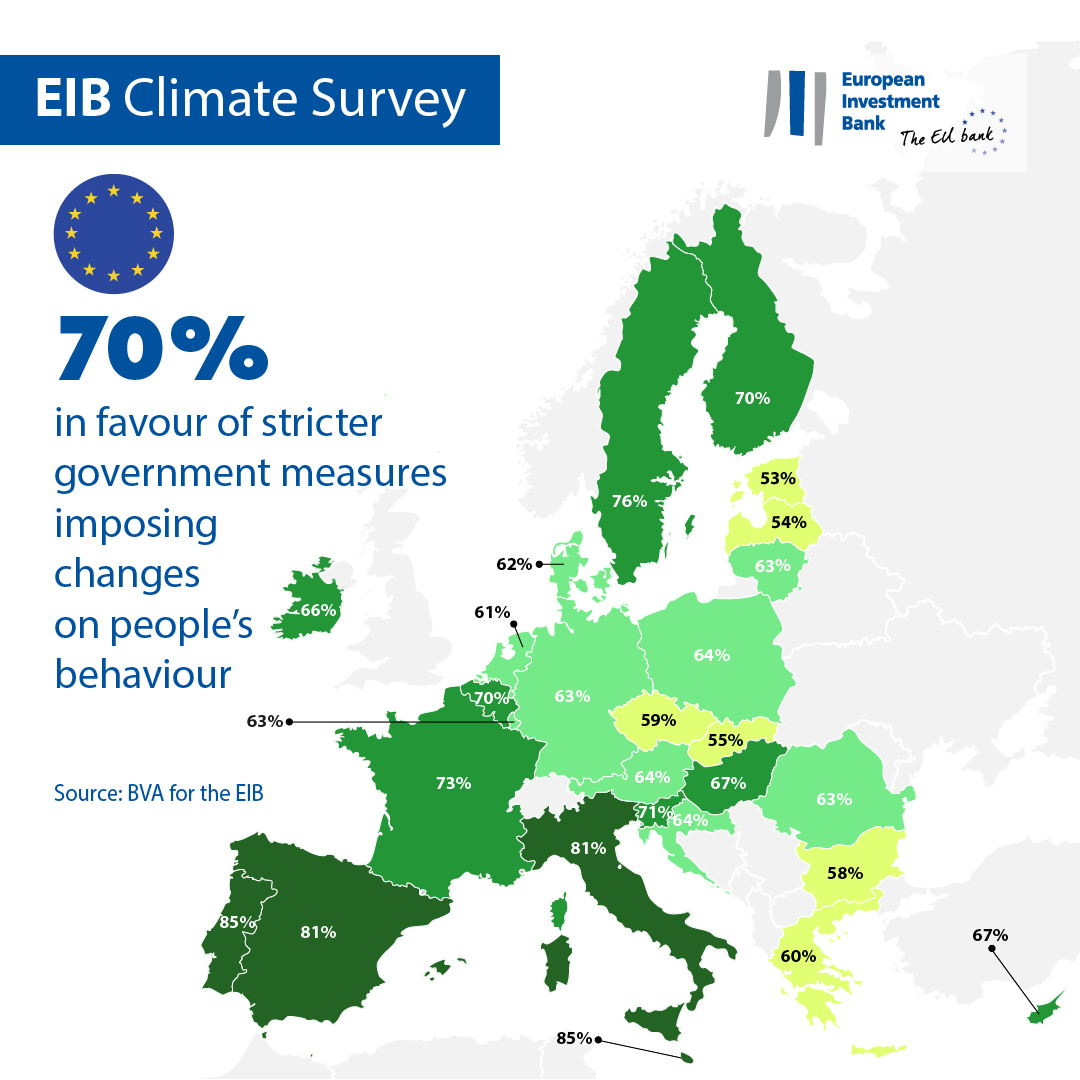 EIB Climate Survey
European
Investment
Bank
The EU bank
70%
in favour of stricter
government measures
imposing
changes
on people's
behaviour
Source: BVA for the EIB
70%
76%
53%
54%
63%
62%
61%
66%
64%
70%
63%
63%
59%
55%
73%
64%
67%
63%
71%
64%
81%
58%
85%
81%
60%
67%
85%